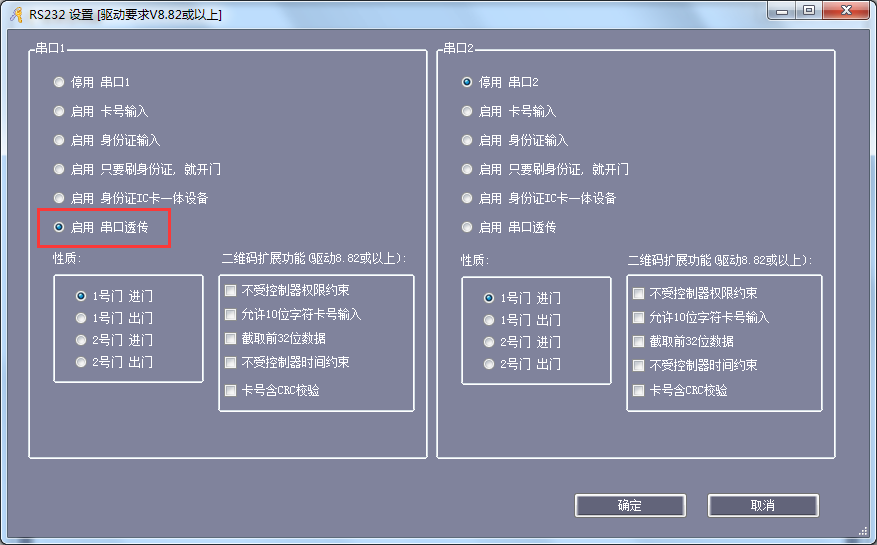 RS232 设置 [驱动要求V8.82或以上]
串口1
停用 串口1
启用 卡号输入
启用 身份证输入
启用 只要刷身份证, 就开门
启用 身份证IC卡一体设备
启用 串口透传
性质:
1号门 进门
1号门 出门
2号门 进门
2号门 出门
二维码扩展功能(驱动8.82或以上):
不受控制器权限约束
允许10位字符卡号输入
截取前32位数据
不受控制器时间约束
卡号含CRC校验
串口2
停用 串口2
启用 卡号输入
启用 身份证输入
启用 只要刷身份证, 就开门
启用 身份证IC卡一体设备
启用 串口透传
性质:
1号门 进门
1号门 出门
2号门 进门
2号门 出门
二维码扩展功能(驱动8.82或以上):
不受控制器权限约束
允许10位字符卡号输入
截取前32位数据
不受控制器时间约束
卡号含CRC校验
确定
取消